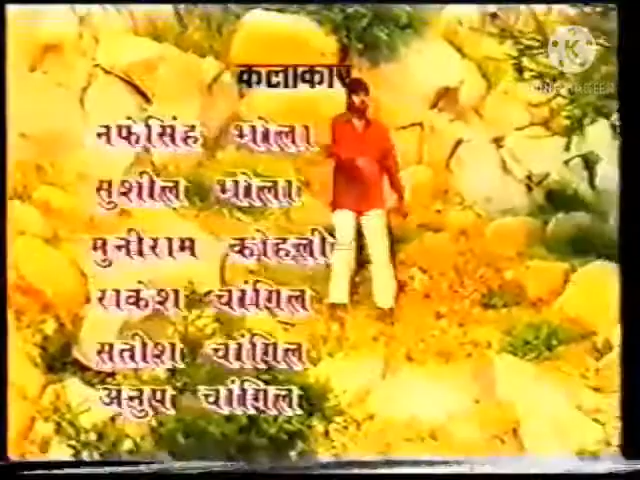 कलाकार
नफेसिंह भोला
सुशील भोला
मुनीराम कोहली
राकेश चांगिल
सतीश चांगिल
अनुप चांगिल
K